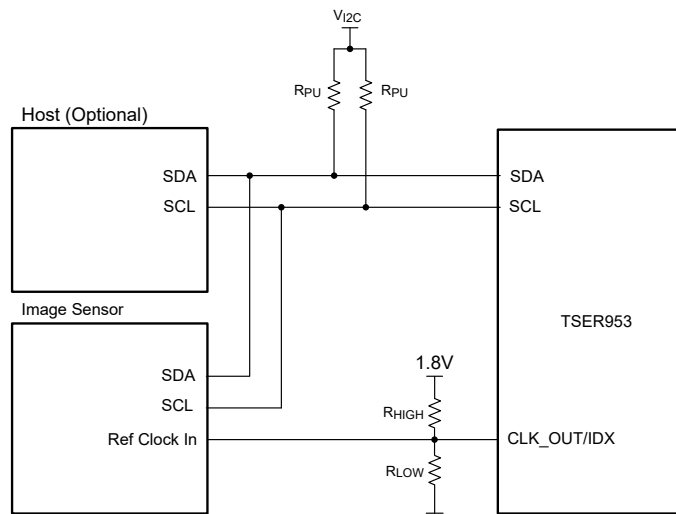 VI2C
RPU
RPU
Host (Optional)
SDA
SCL
SDA
SCL
Image Sensor
TSER953
SDA
SCL
1.8V
RHIGH
Ref Clock In
CLK_OUT/IDX
RLOW